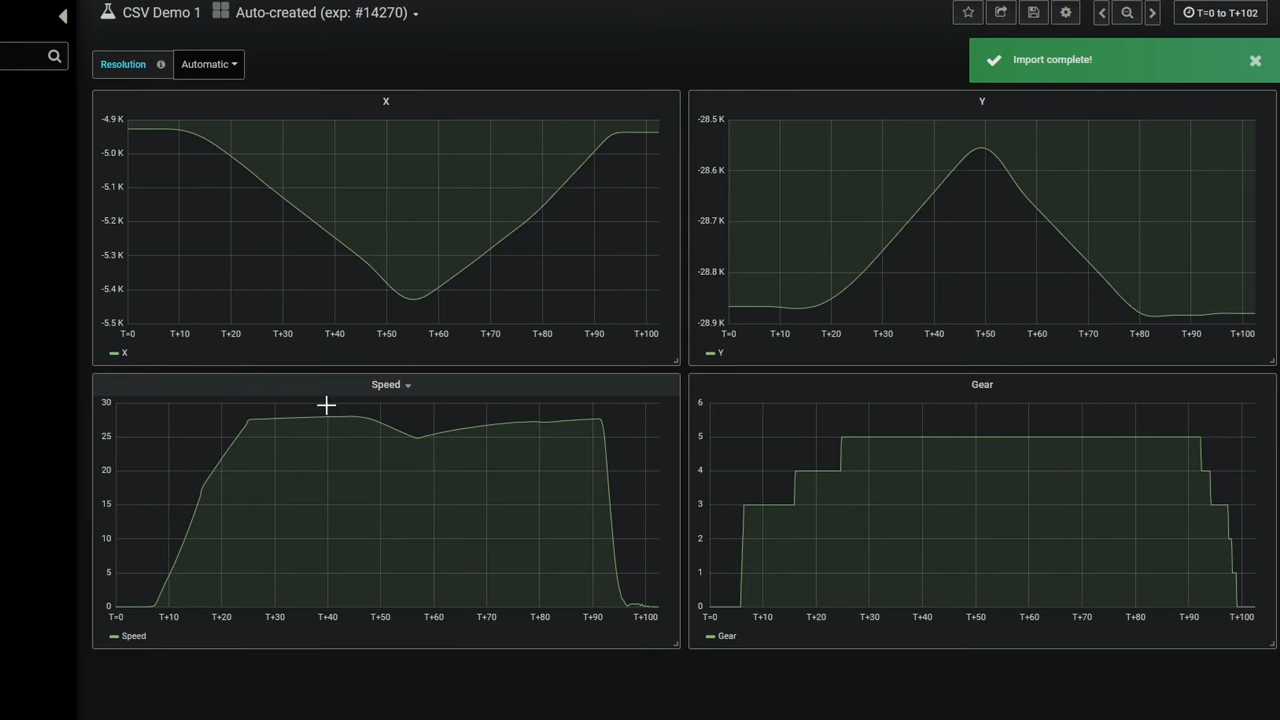 CSV Demo 1 Auto-created (exp: #14270)
T=0 to T+102
Resolution Automatic
Import complete!
X
-4.9 K
-5.0 K
-5.1 K
-5.2 K
-5.3 K
-5.4 K
-5.5 K
T=0 T+10 T+20 T+30 T+40 T+50 T+60 T+70 T+80 T+90 T+100
X
Y
-28.5 K
-28.6 K
-28.7 K
-28.8 K
-28.9 K
T=0 T+10 T+20 T+30 T+40 T+50 T+60 T+70 T+80 T+90 T+100
Y
Speed
30
25
20
15
10
5
0
T=0 T+10 T+20 T+30 T+40 T+50 T+60 T+70 T+80 T+90 T+100
Speed
Gear
6
5
4
3
2
1
0
T=0 T+10 T+20 T+30 T+40 T+50 T+60 T+70 T+80 T+90 T+100
Gear